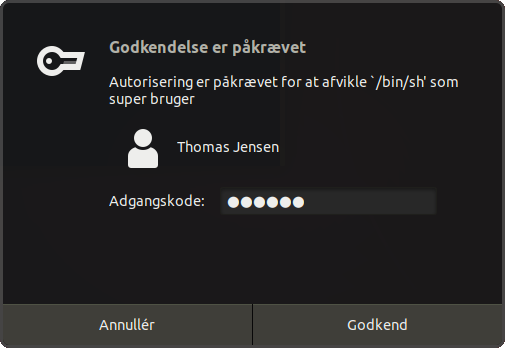 Godkendelse er påkrævet
Autorisering er påkrævet for at afvikle `/bin/sh' som
super bruger
Thomas Jensen
Adgangskode: ●●●●●●
Annullér
Godkend